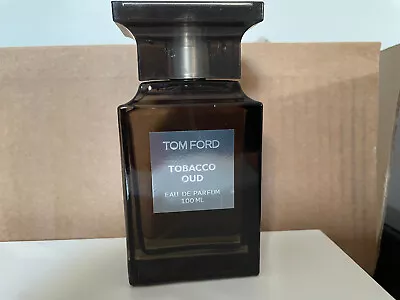 TOM FORD
TOBACCO
OUD
EAU DE PARFUM
100 ML